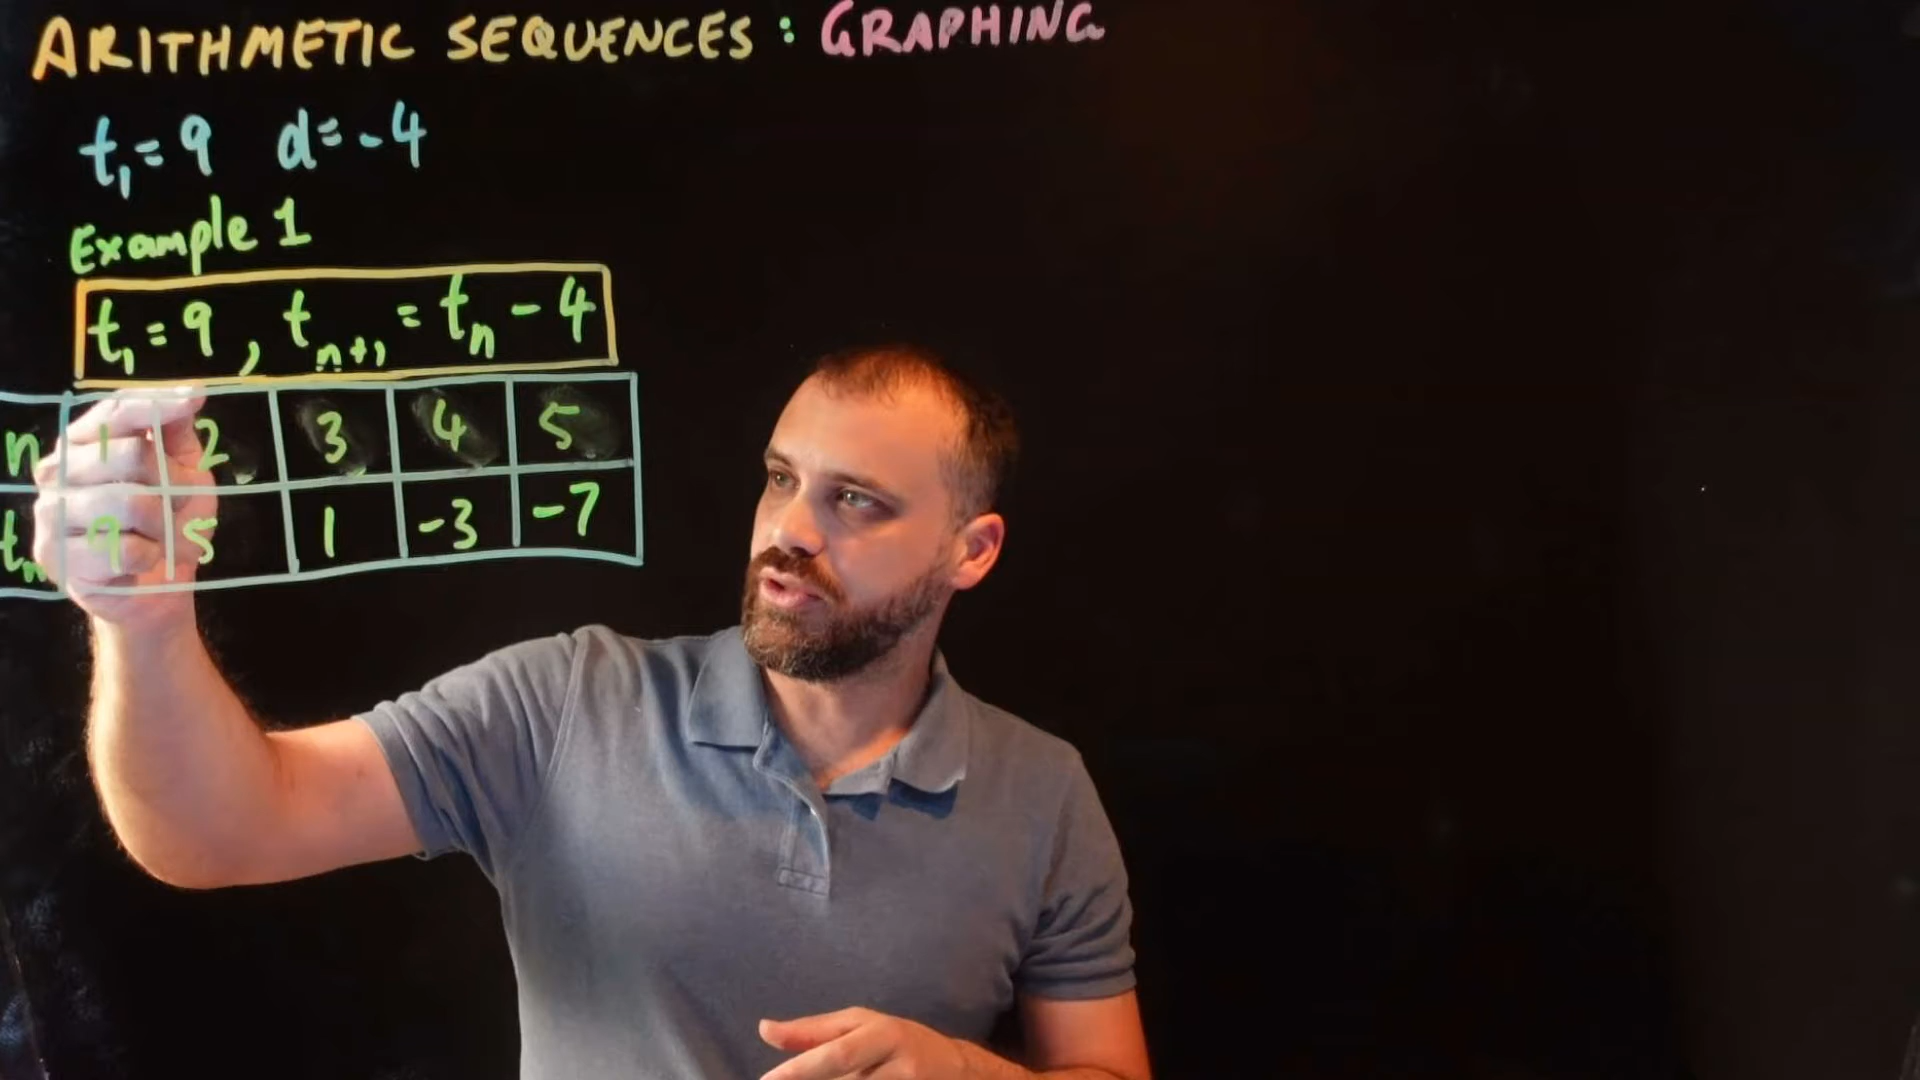 ARITHMETIC SEQUENCES: GRAPHING
t₁ = 9 d = -4
Example 1
t₁ = 9, tₙ₊₁ = tₙ - 4
n 1 2 3 4 5
tₙ 9 5 1 -3 -7